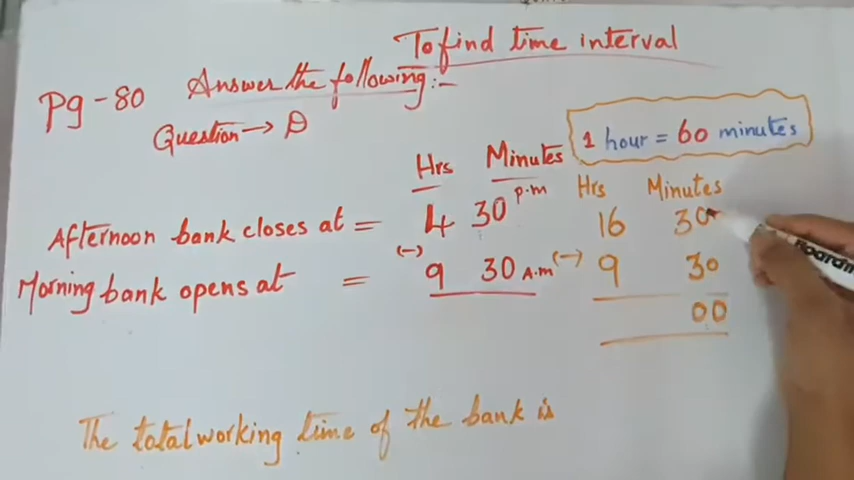 To find time interval
Pg - 80 Answer the following:-
Question → D
1 hour = 60 minutes
Hrs Minutes
Hrs Minutes
Afternoon bank closes at = 4 30 p.m
16 30
Morning bank opens at = (-) 9 30 A.m
(-) 9 30
00
The total working time of the bank is